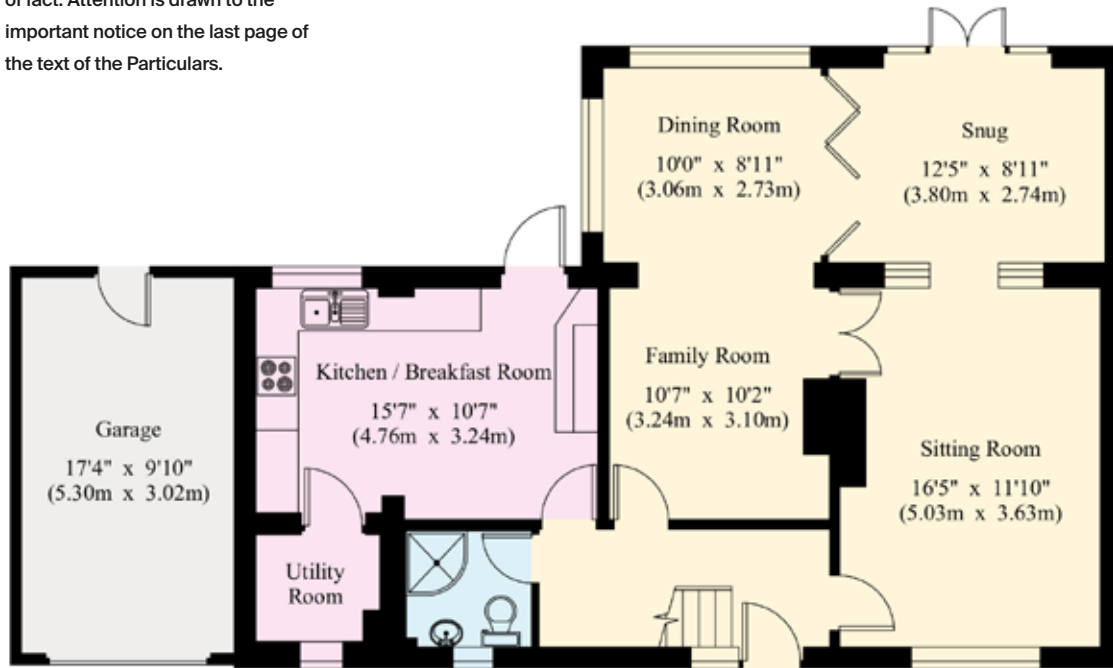 of fact. Attention is drawn to the
important notice on the last page of
the text of the Particulars.
Dining Room
10'0" x 8'11"
(3.06m x 2.73m)
Snug
12'5" x 8'11"
(3.80m x 2.74m)
Kitchen / Breakfast Room
15'7" x 10'7"
(4.76m x 3.24m)
Family Room
10'7" x 10'2"
(3.24m x 3.10m)
Garage
17'4" x 9'10"
(5.30m x 3.02m)
Sitting Room
16'5" x 11'10"
(5.03m x 3.63m)
Utility
Room